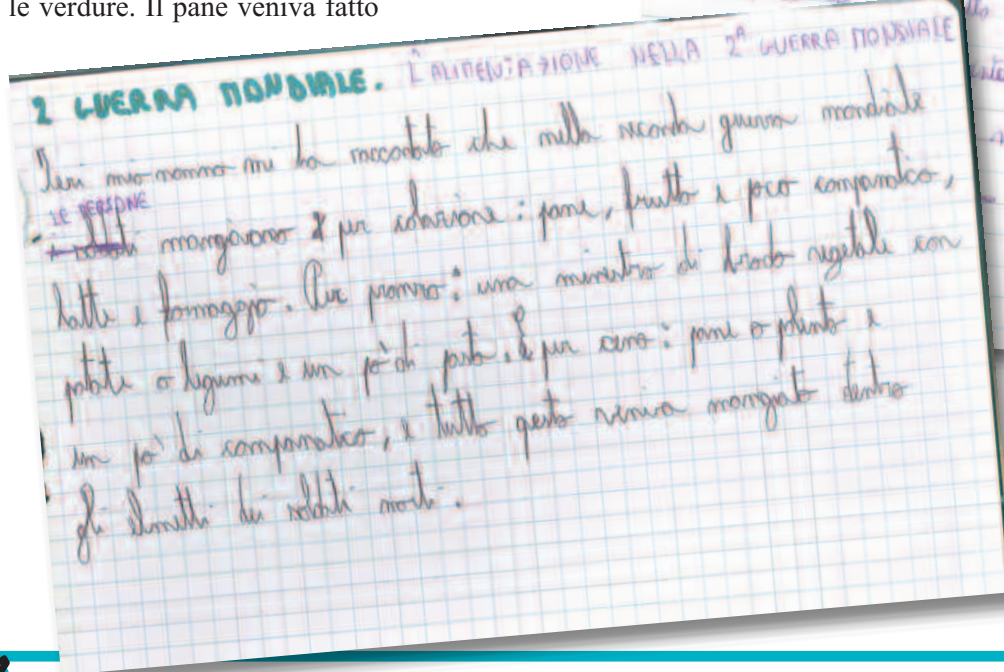 le verdure. Il pane veniva fatto
2 GUERRA MONDIALE. L'ALIMENTAZIONE NELLA 2ª GUERRA MONDIALE
Ieri mio nonno mi ha raccontato che nella seconda guerra mondiale
LE PERSONE
mangiavano per colazione: pane, frutta e poco companatico,
latte e formaggio. Per pranzo: una minestra di brodo vegetale con
patate o legumi e un pò di pasta. E per cena: pane o polenta e
un po' di companatico, e tutto questo veniva mangiato dentro
gli elmetti dei soldati morti.